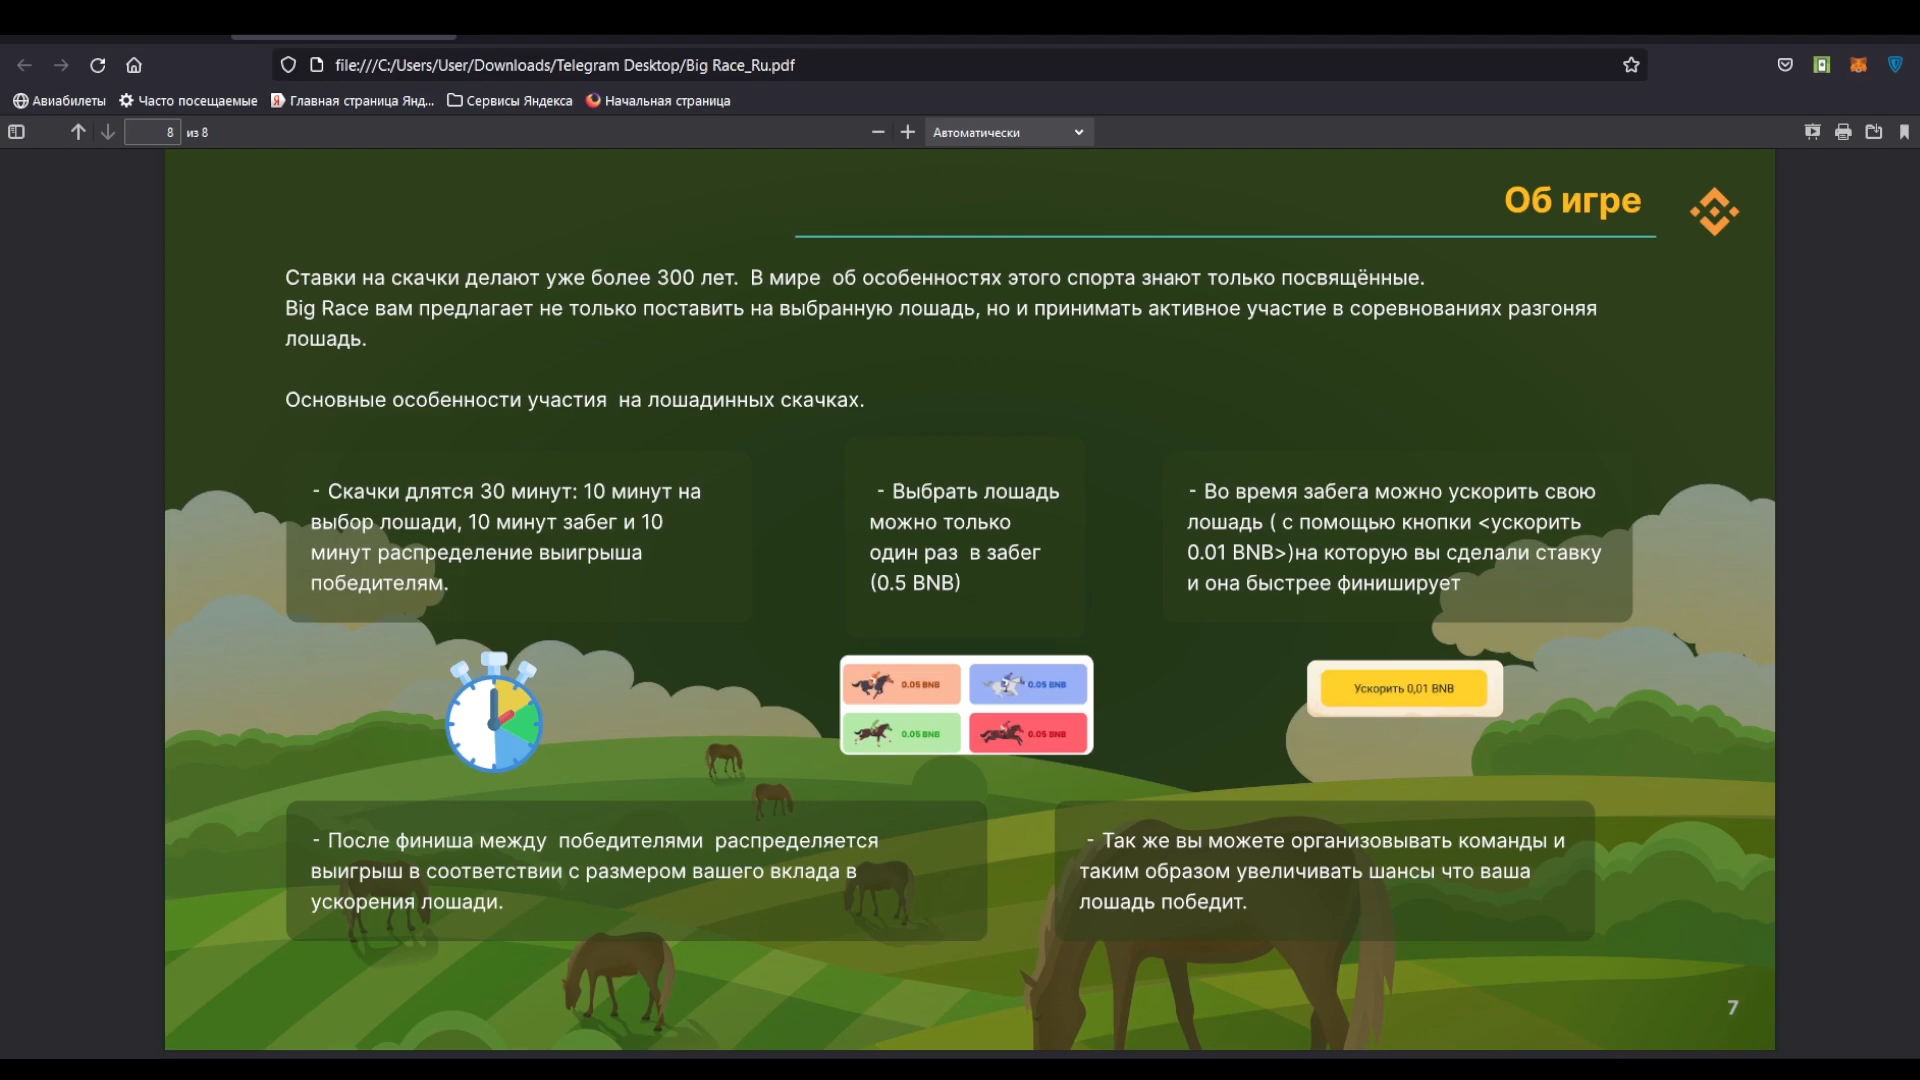 file:///C:/Users/User/Downloads/Telegram Desktop/Big Race_Ru.pdf
Авиабилеты
Часто посещаемые
Главная страница Янд...
Сервисы Яндекса
Начальная страница
8 из 8
Автоматически
Об игре
Ставки на скачки делают уже более 300 лет.  В мире  об особенностях этого спорта знают только посвящённые.
Big Race вам предлагает не только поставить на выбранную лошадь, но и принимать активное участие в соревнованиях разгоняя
лошадь.
Основные особенности участия  на лошадинных скачках.
- Скачки длятся 30 минут: 10 минут на
выбор лошади, 10 минут забег и 10
минут распределение выигрыша
победителям.
- Выбрать лошадь
можно только
один раз  в забег
(0.5 BNB)
- Во время забега можно ускорить свою
лошадь ( с помощью кнопки <ускорить
0.01 BNB>)на которую вы сделали ставку
и она быстрее финиширует
0.05 BNB
0.05 BNB
0.05 BNB
0.05 BNB
Ускорить 0,01 BNB
- После финиша между  победителями  распределяется
выигрыш в соответствии с размером вашего вклада в
ускорения лошади.
- Так же вы можете организовывать команды и
таким образом увеличивать шансы что ваша
лошадь победит.
7